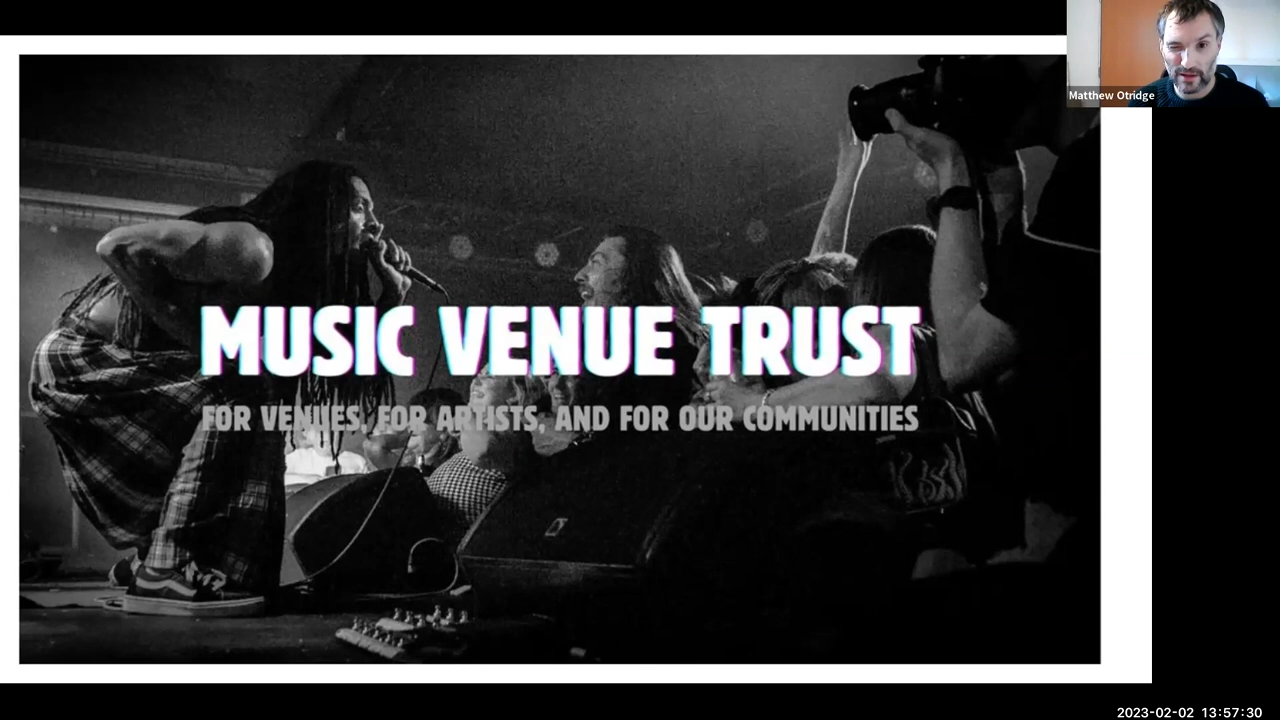 Matthew Otridge
MUSIC VENUE TRUST
FOR VENUES, FOR ARTISTS, AND FOR OUR COMMUNITIES
2023-02-02 13:57:30